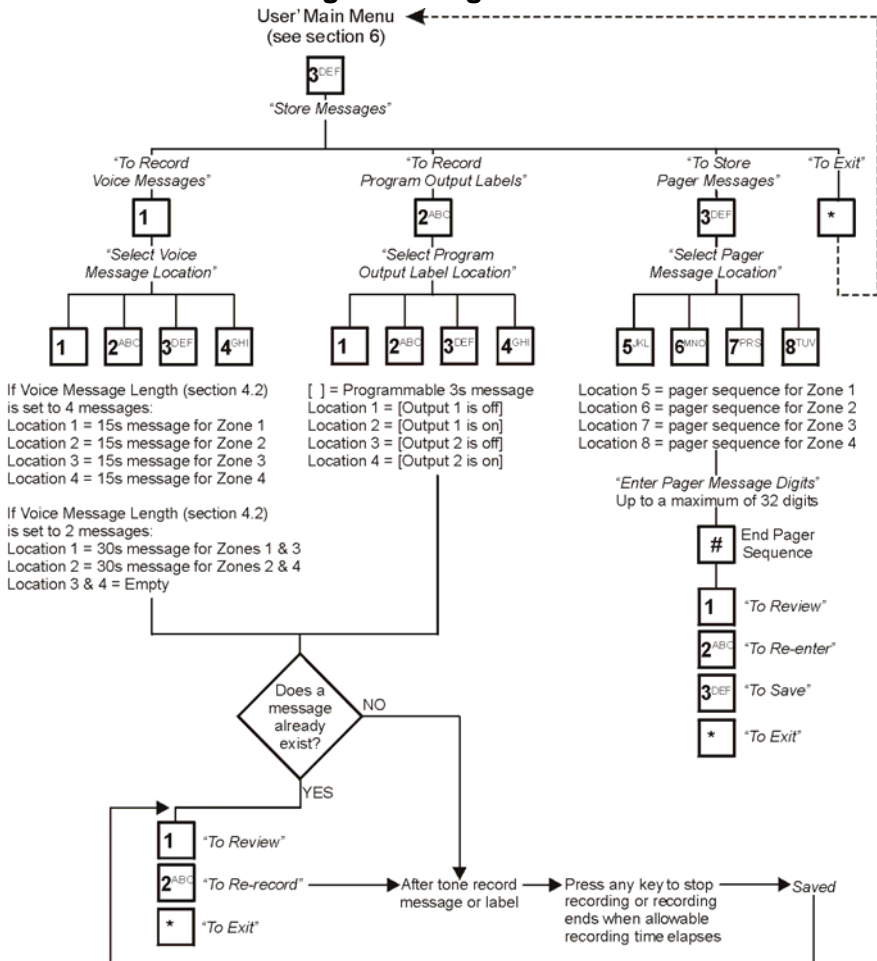 User' Main Menu
(see section 6)
3DEF
"Store Messages"
"To Record
Voice Messages"
1
"Select Voice
Message Location"
1 2ABC 3DEF 4GHI
If Voice Message Length (section 4.2)
is set to 4 messages:
Location 1 = 15s message for Zone 1
Location 2 = 15s message for Zone 2
Location 3 = 15s message for Zone 3
Location 4 = 15s message for Zone 4
If Voice Message Length (section 4.2)
is set to 2 messages:
Location 1 = 30s message for Zones 1 & 3
Location 2 = 30s message for Zones 2 & 4
Location 3 & 4 = Empty
"To Record
Program Output Labels"
2ABC
"Select Program
Output Label Location"
1 2ABC 3DEF 4GHI
[ ] = Programmable 3s message
Location 1 = [Output 1 is off]
Location 2 = [Output 1 is on]
Location 3 = [Output 2 is off]
Location 4 = [Output 2 is on]
"To Store
Pager Messages"
3DEF
"Select Pager
Message Location"
5JKL 6MNO 7PRS 8TUV
Location 5 = pager sequence for Zone 1
Location 6 = pager sequence for Zone 2
Location 7 = pager sequence for Zone 3
Location 8 = pager sequence for Zone 4
"Enter Pager Message Digits"
Up to a maximum of 32 digits
# End Pager
Sequence
1 "To Review"
2ABC "To Re-enter"
3DEF "To Save"
* "To Exit"
"To Exit"
*
Does a
message
already
exist?
NO
YES
1 "To Review"
2ABC "To Re-record"
* "To Exit"
After tone record
message or label
Press any key to stop
recording or recording
ends when allowable
recording time elapses
Saved